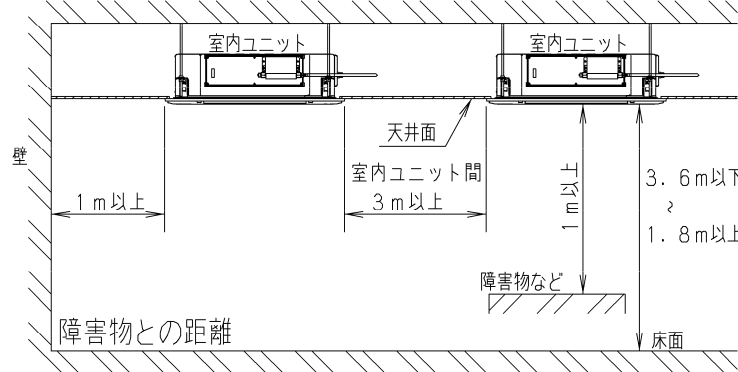 室内ユニット
室内ユニット
天井面
壁
室内ユニット間
1m以上
3m以上
1m以上
3.6m以下
~
1.8m以上
障害物など
障害物との距離
床面